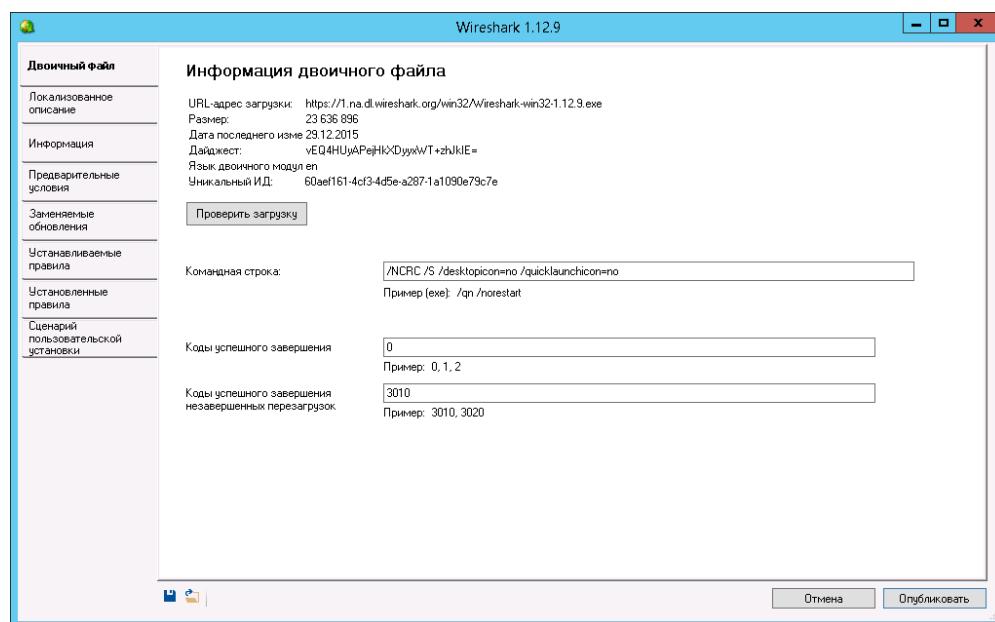 Wireshark 1.12.9
Двоичный файл
Локализованное
описание
Информация
Предварительные
условия
Заменяемые
обновления
Устанавливаемые
правила
Установленные
правила
Сценарий
пользовательской
установки
Информация двоичного файла
URL-адрес загрузки: https://1.na.dl.wireshark.org/win32/Wireshark-win32-1.12.9.exe
Размер: 23 636 896
Дата последнего изме 29.12.2015
Дайджест: vEQ4HUyAPejHkXDyyxWT+zhJkIE=
Язык двоичного модул en
Уникальный ИД: 60aef161-4cf3-4d5e-a287-1a1090e79c7e
Проверить загрузку
Командная строка: /NCRC /S /desktopicon=no /quicklaunchicon=no
Пример (exe): /qn /norestart
Коды успешного завершения 0
Пример: 0, 1, 2
Коды успешного завершения
незавершенных перезагрузок 3010
Пример: 3010, 3020
Отмена
Опубликовать